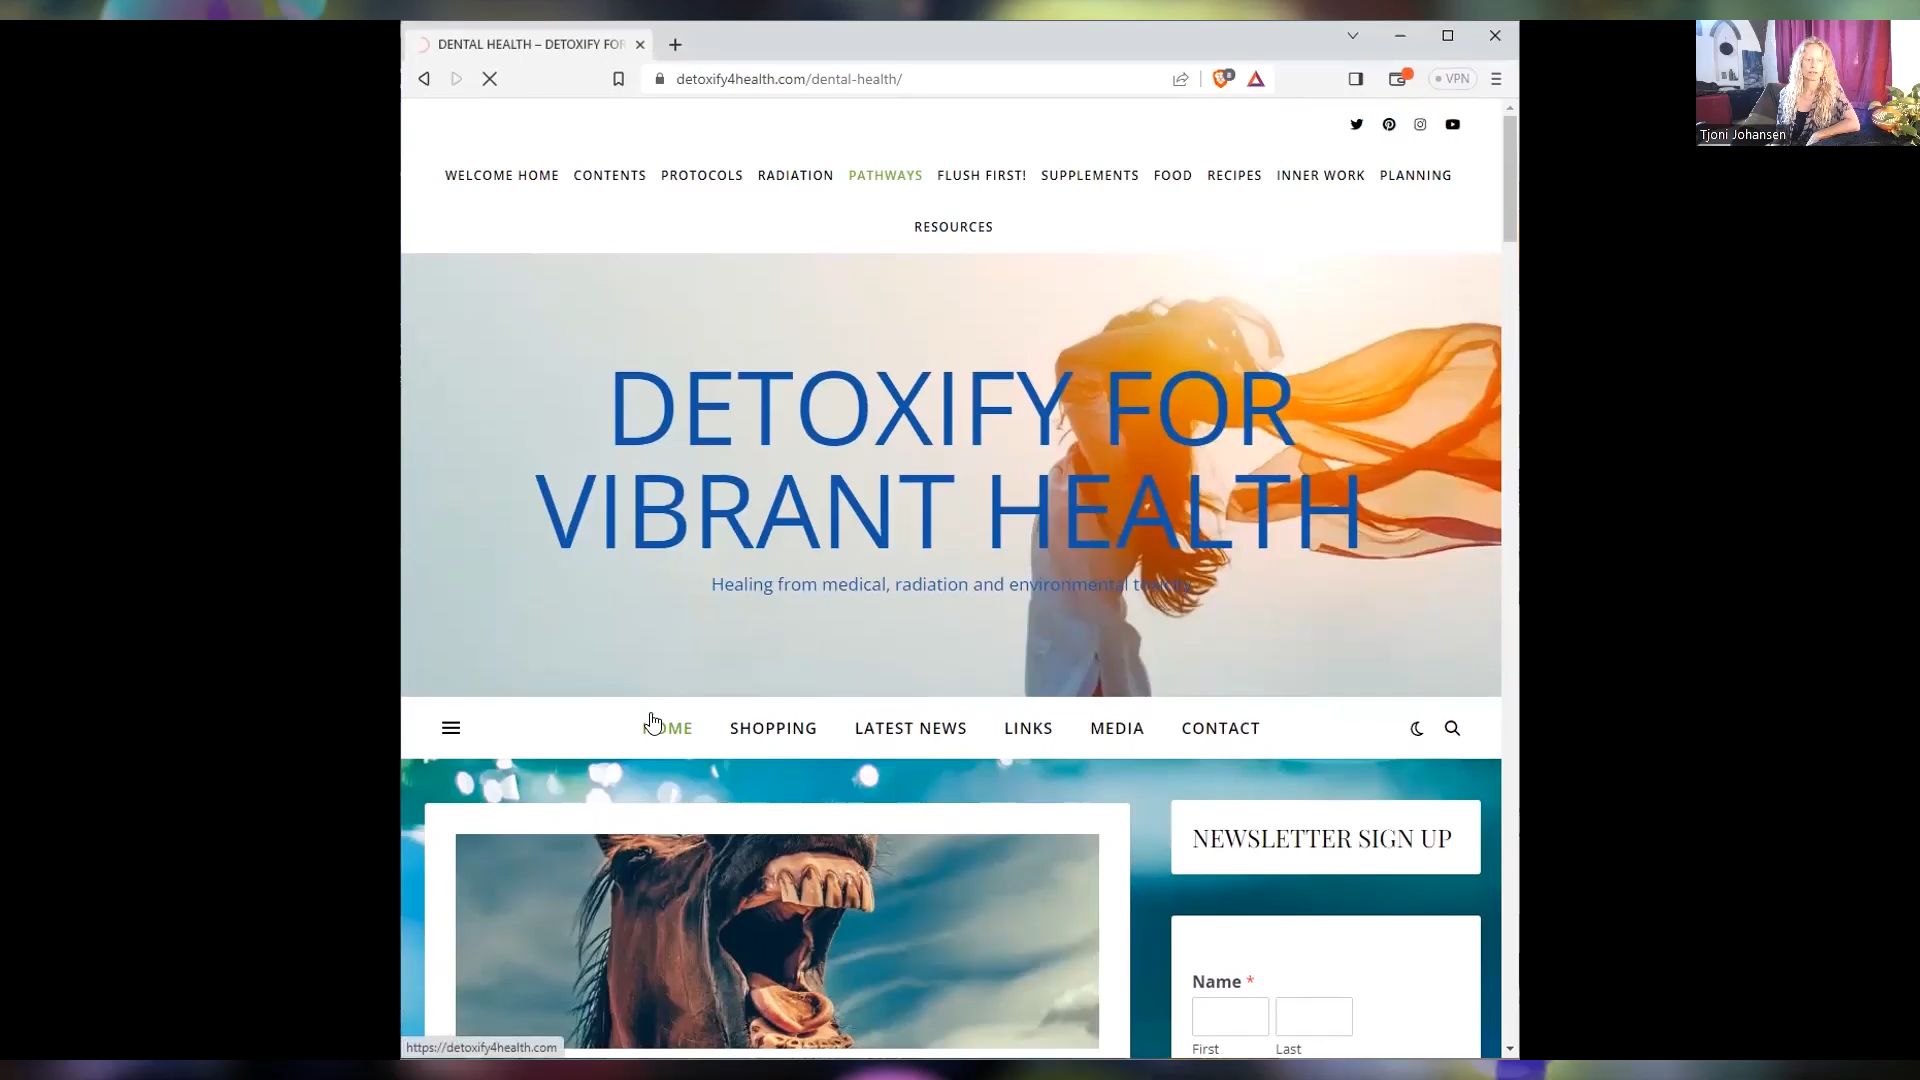 DENTAL HEALTH – DETOXIFY FOR
detoxify4health.com/dental-health/
VPN
Tjoni Johansen
WELCOME HOME CONTENTS PROTOCOLS RADIATION PATHWAYS FLUSH FIRST! SUPPLEMENTS FOOD RECIPES INNER WORK PLANNING
RESOURCES
DETOXIFY FOR
VIBRANT HEALTH
Healing from medical, radiation and environmental toxicity
HOME SHOPPING LATEST NEWS LINKS MEDIA CONTACT
NEWSLETTER SIGN UP
Name *
First Last
https://detoxify4health.com